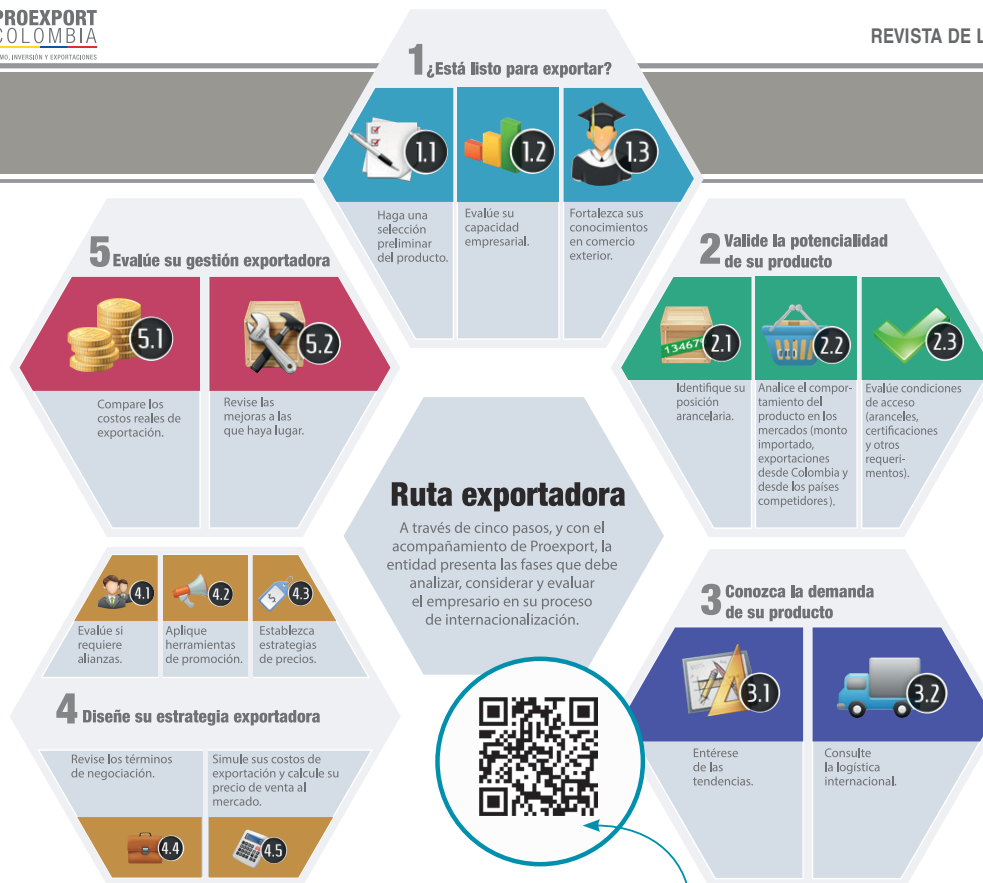 PROEXPORT
COLOMBIA
MO, INVERSIÓN Y EXPORTACIONES
REVISTA DE L
1 ¿Está listo para exportar?
1.1
1.2
1.3
Haga una
selección
preliminar
del producto.
Evalúe su
capacidad
empresarial.
Fortalezca sus
conocimientos
en comercio
exterior.
2 Valide la potencialidad
de su producto
134679
2.1
2.2
2.3
Identifique su
posición
arancelaria.
Analice el compor-
tamiento del
producto en los
mercados (monto
importado,
exportaciones
desde Colombia y
desde los países
competidores).
Evalúe condiciones
de acceso
(aranceles,
certificaciones
y otros
requeri-
mentos).
3 Conozca la demanda
de su producto
3.1
3.2
Entérese
de las
tendencias.
Consulte
la logística
internacional.
4.1
4.2
4.3
Evalúe si
requiere
alianzas.
Aplique
herramientas
de promoción.
Establezca
estrategias
de precios.
4 Diseñe su estrategia exportadora
Revise los términos
de negociación.
Simule sus costos de
exportación y calcule su
precio de venta al
mercado.
4.4
4.5
5 Evalúe su gestión exportadora
5.1
5.2
Compare los
costos reales de
exportación.
Revise las
mejoras a las
que haya lugar.
Ruta exportadora
A través de cinco pasos, y con el
acompañamiento de Proexport, la
entidad presenta las fases que debe
analizar, considerar y evaluar
el empresario en su proceso
de internacionalización.